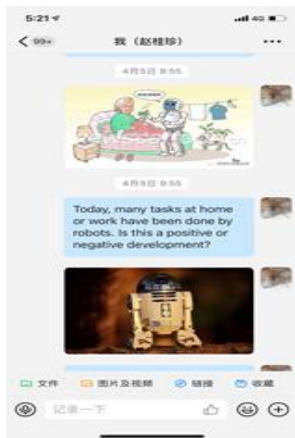 5:21
4G
99+
我（赵桂珍）
4月5日 8:55
4月5日 8:55
Today, many tasks at home
or work have been done by
robots. Is this a positive or
negative development?
文件
图片及视频
链接
收藏
记录一下